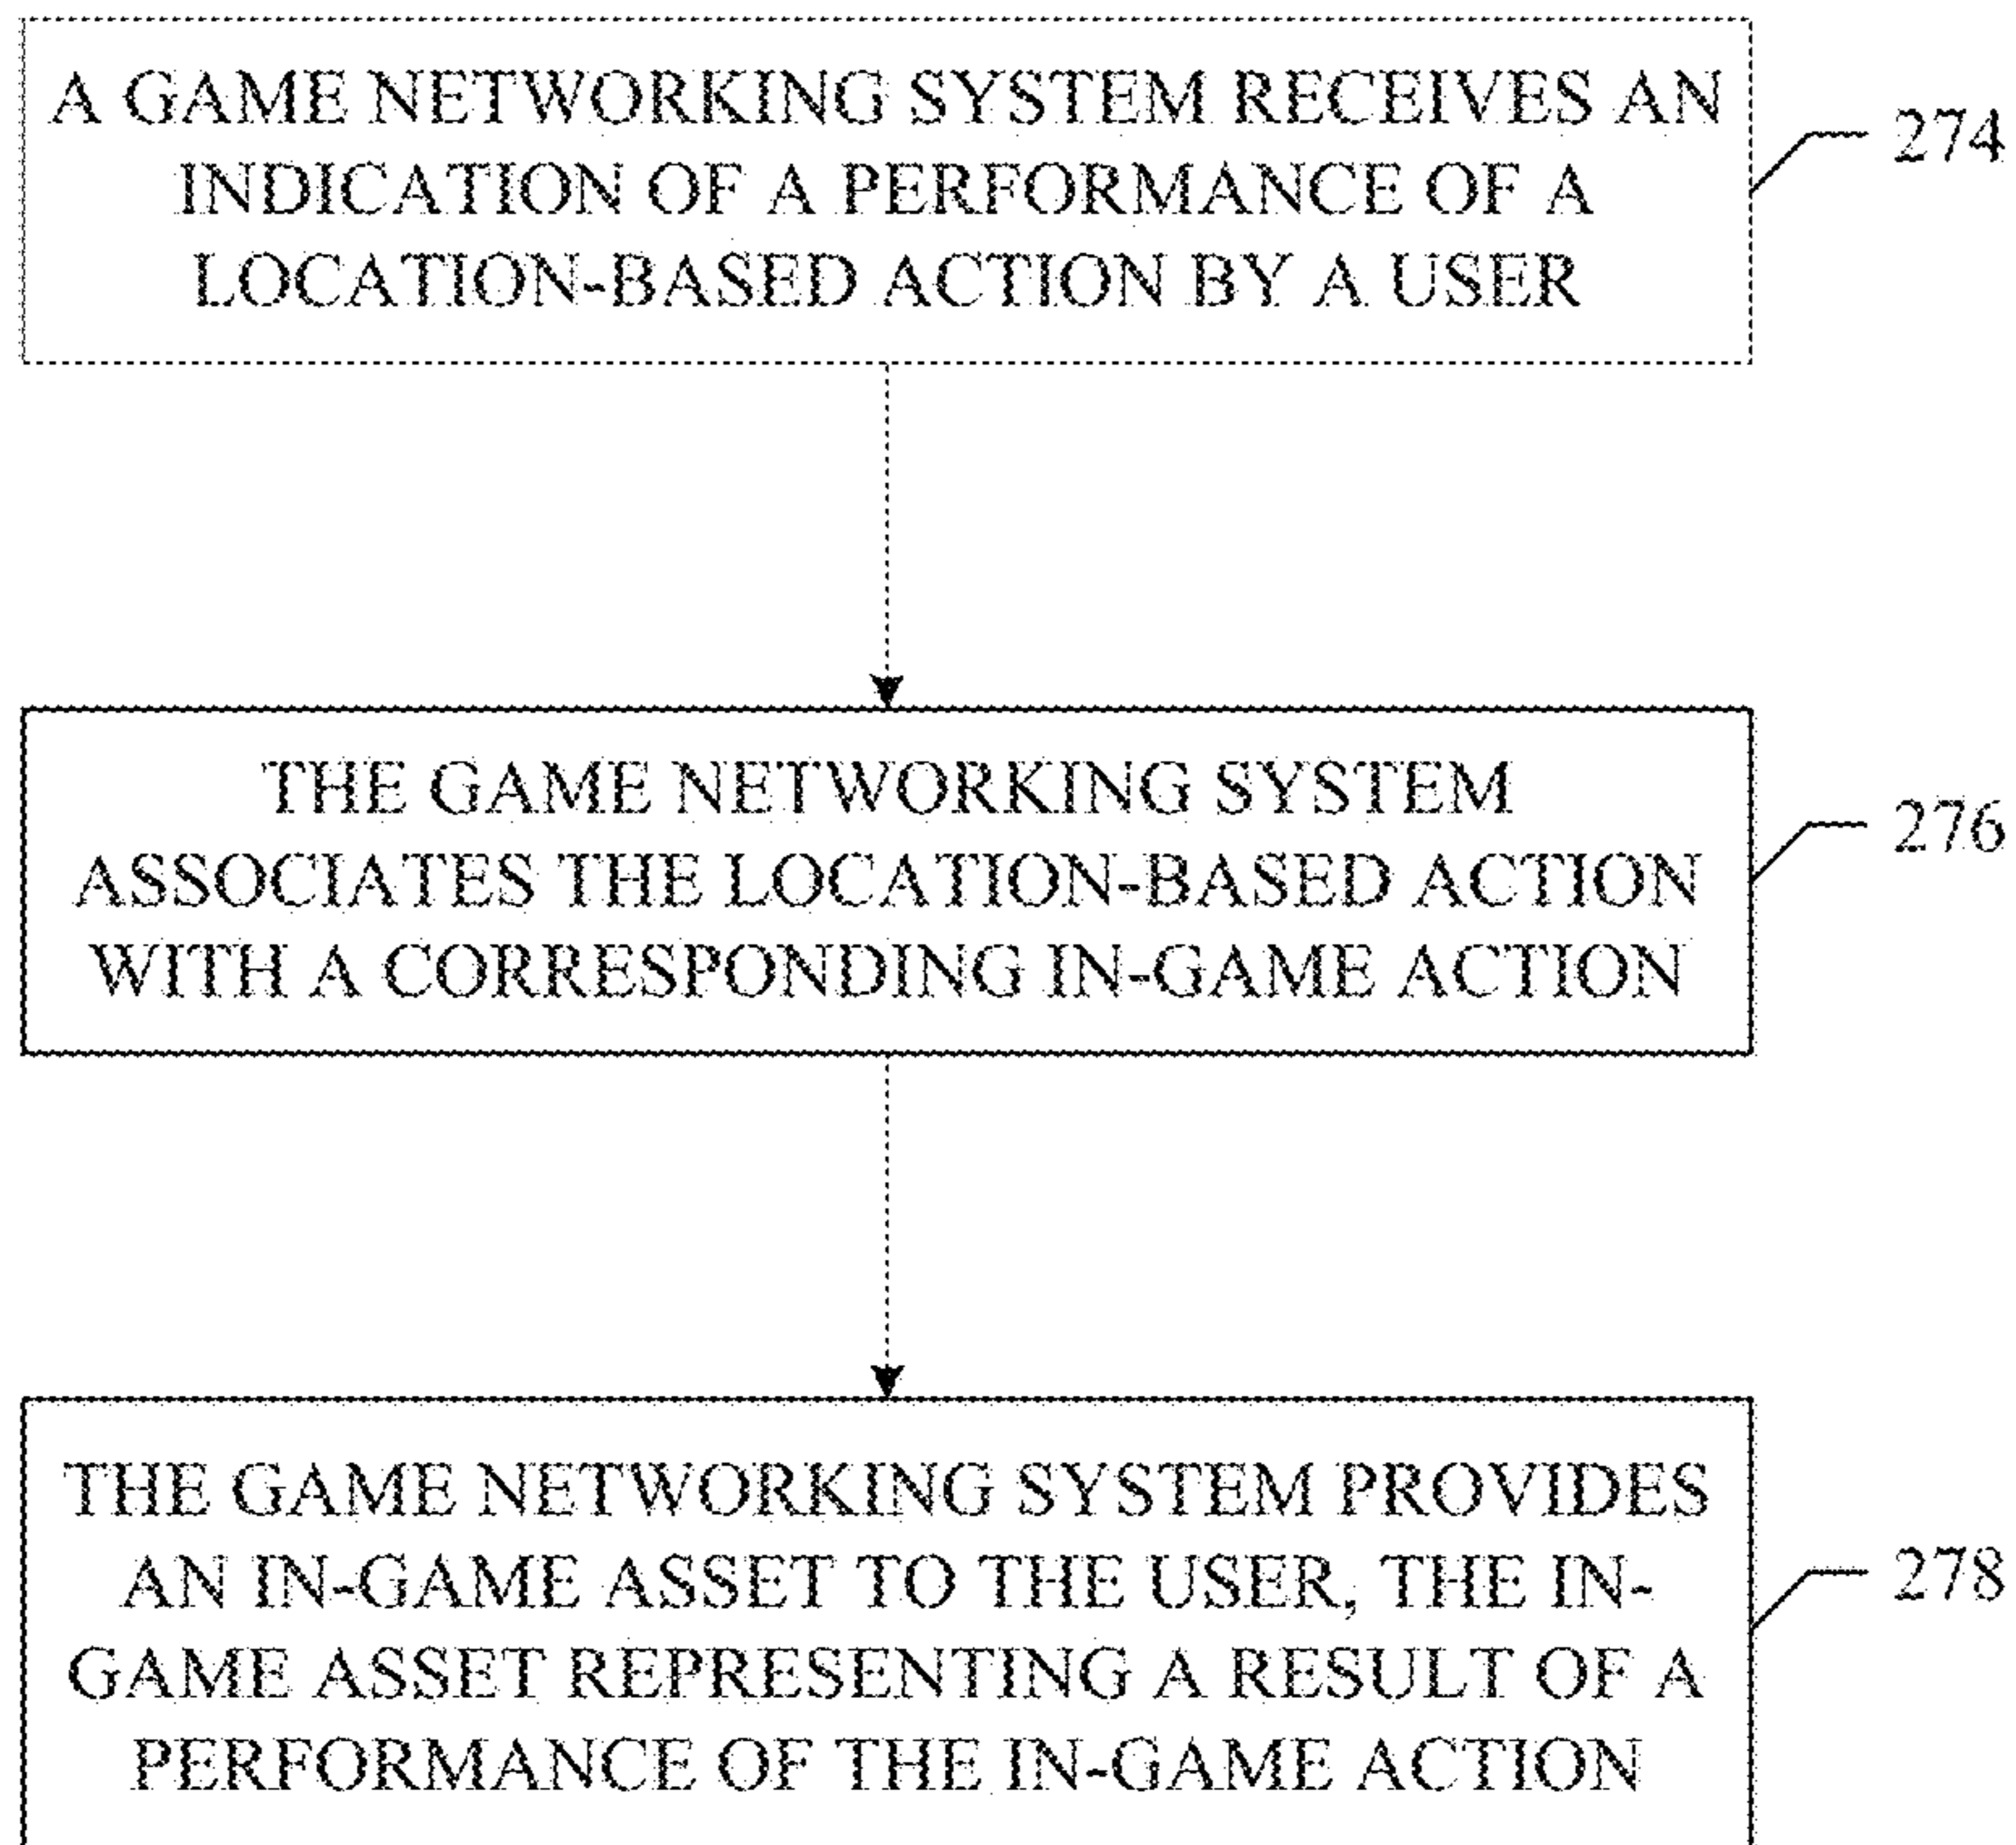 A GAME NETWORKING SYSTEM RECEIVES AN
INDICATION OF A PERFORMANCE OF A
LOCATION-BASED ACTION BY A USER
274
THE GAME NETWORKING SYSTEM
ASSOCIATES THE LOCATION-BASED ACTION
WITH A CORRESPONDING IN-GAME ACTION
276
THE GAME NETWORKING SYSTEM PROVIDES
AN IN-GAME ASSET TO THE USER, THE IN-
GAME ASSET REPRESENTING A RESULT OF A
PERFORMANCE OF THE IN-GAME ACTION
278